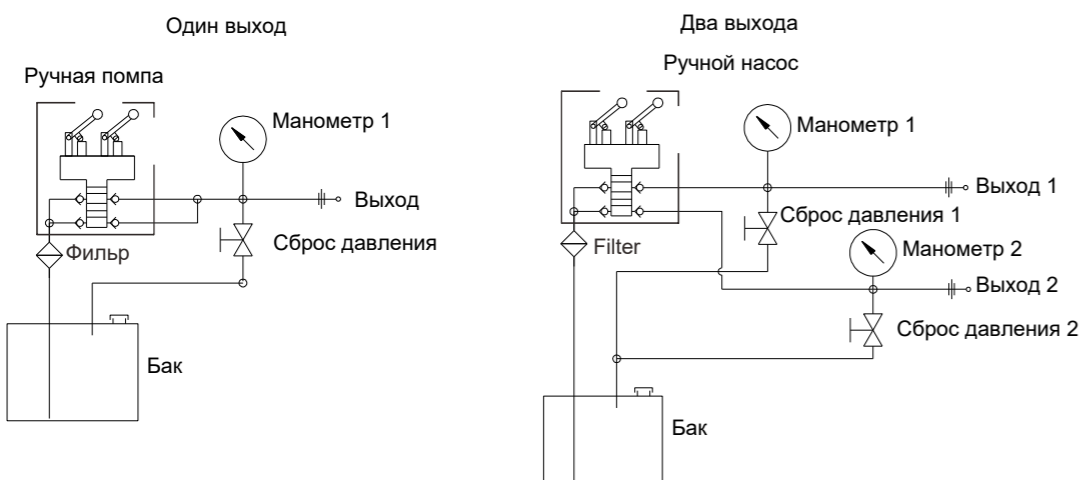 Один выход
Ручная помпа
Манометр 1
Выход
Сброс давления
Фильр
Бак
Два выхода
Ручной насос
Манометр 1
Выход 1
Сброс давления 1
Filter
Манометр 2
Выход 2
Сброс давления 2
Бак